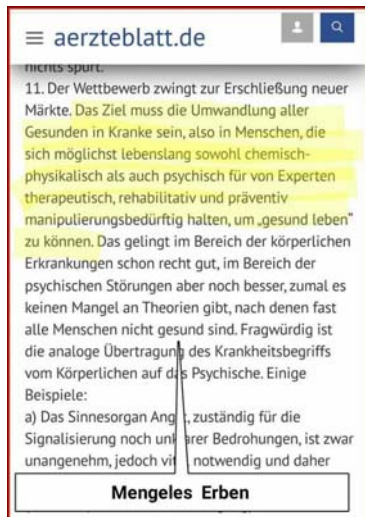 aerzteblatt.de
nichts spürt.
11. Der Wettbewerb zwingt zur Erschließung neuer
Märkte. Das Ziel muss die Umwandlung aller
Gesunden in Kranke sein, also in Menschen, die
sich möglichst lebenslang sowohl chemisch-
physikalisch als auch psychisch für von Experten
therapeutisch, rehabilitativ und präventiv
manipulierungsbedürftig halten, um „gesund leben“
zu können. Das gelingt im Bereich der körperlichen
Erkrankungen schon recht gut, im Bereich der
psychischen Störungen aber noch besser, zumal es
keinen Mangel an Theorien gibt, nach denen fast
alle Menschen nicht gesund sind. Fragwürdig ist
die analoge Übertragung des Krankheitsbegriffs
vom Körperlichen auf das Psychische. Einige
Beispiele:
a) Das Sinnesorgan Angst, zuständig für die
Signalisierung noch unklarer Bedrohungen, ist zwar
unangenehm, jedoch vital notwendig und daher
Mengeles Erben